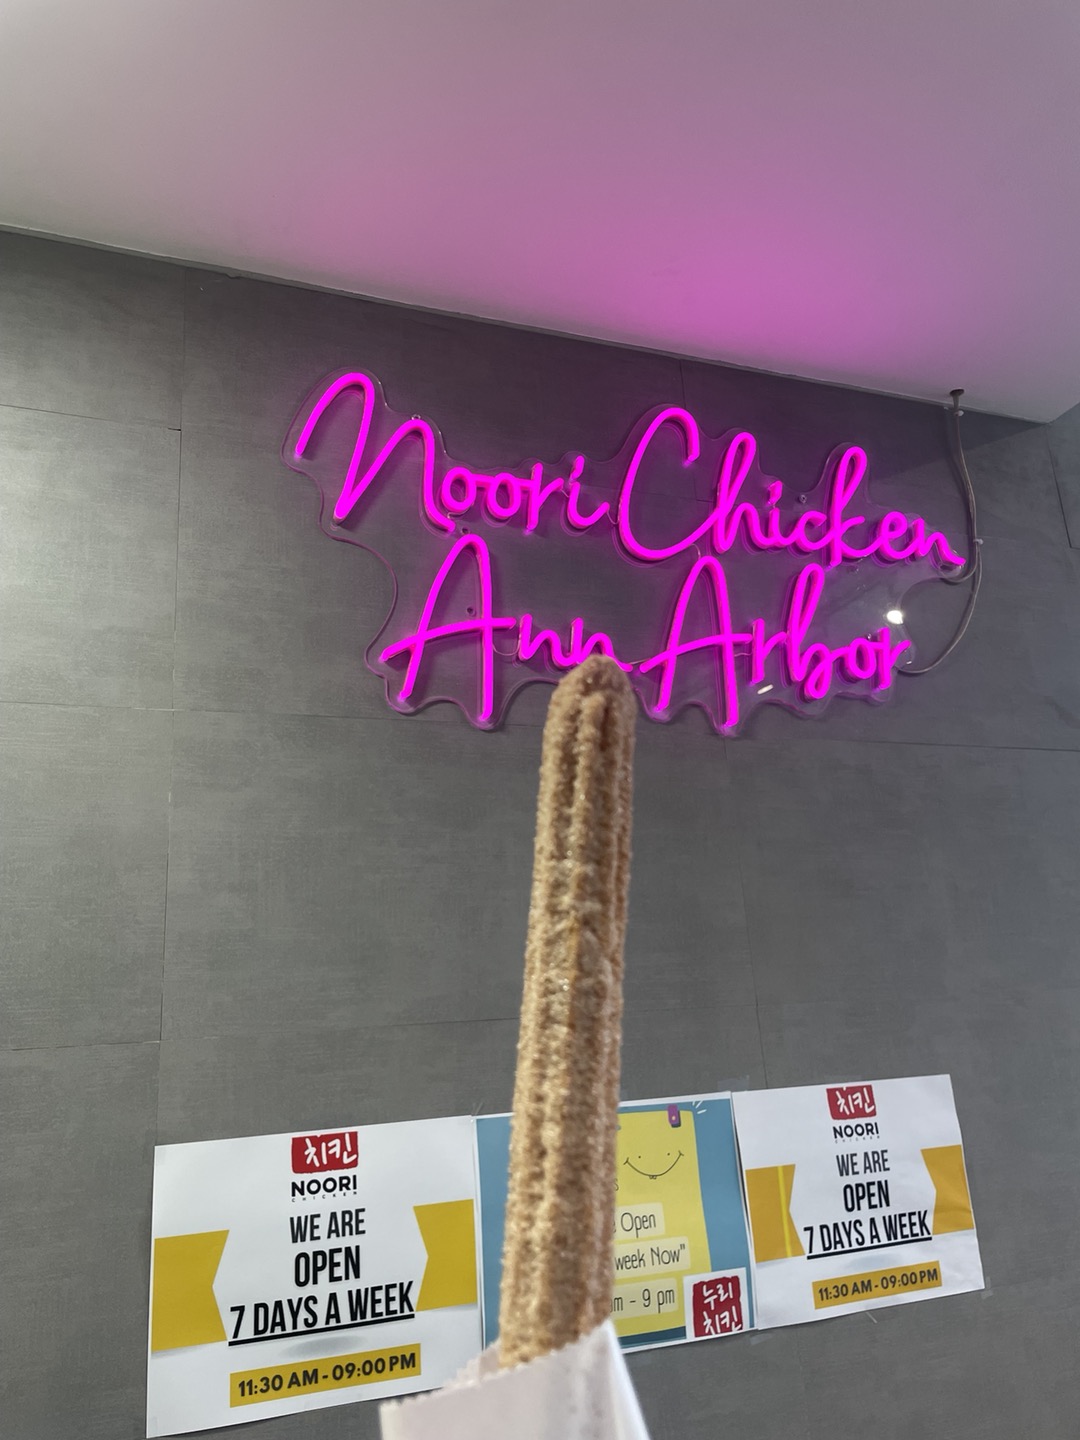 Noori Chicken
Ann Arbor
치킨
NOORI
CHICKEN
WE ARE
OPEN
7 DAYS A WEEK
11:30 AM - 09:00 PM
Open
week Now"
m - 9 pm
누리
치킨
치킨
NOORI
CHICKEN
WE ARE
OPEN
7 DAYS A WEEK
11:30 AM - 09:00 PM